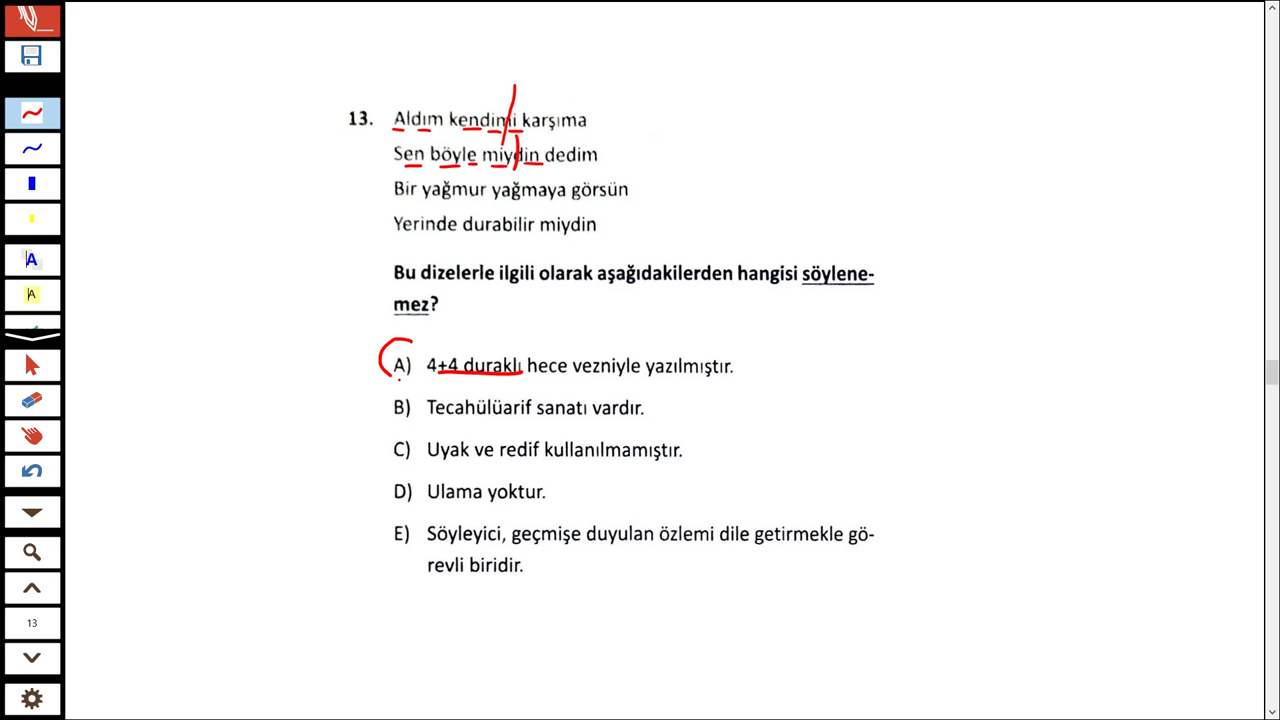 13. Aldım kendimi karşıma
Sen böyle miydin dedim
Bir yağmur yağmaya görsün
Yerinde durabilir miydin
Bu dizelerle ilgili olarak aşağıdakilerden hangisi söylene-
mez?
A) 4+4 duraklı hece vezniyle yazılmıştır.
B) Tecahülüarif sanatı vardır.
C) Uyak ve redif kullanılmamıştır.
D) Ulama yoktur.
E) Söyleyici, geçmişe duyulan özlemi dile getirmekle gö-
revli biridir.
A
A
13